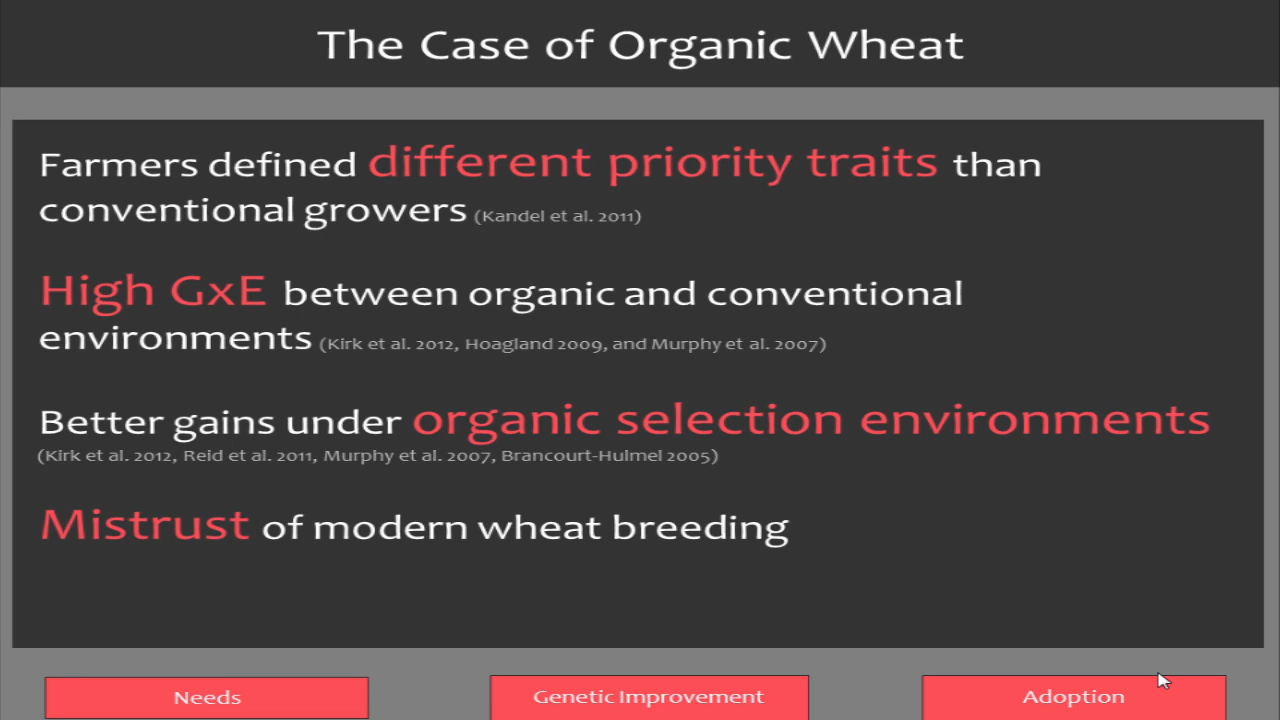 The Case of Organic Wheat
Farmers defined different priority traits than
conventional growers (Kandel et al. 2011)
High GxE between organic and conventional
environments (Kirk et al. 2012, Hoagland 2009, and Murphy et al. 2007)
Better gains under organic selection environments
(Kirk et al. 2012, Reid et al. 2011, Murphy et al. 2007, Brancourt-Hulmel 2005)
Mistrust of modern wheat breeding
Needs
Genetic Improvement
Adoption